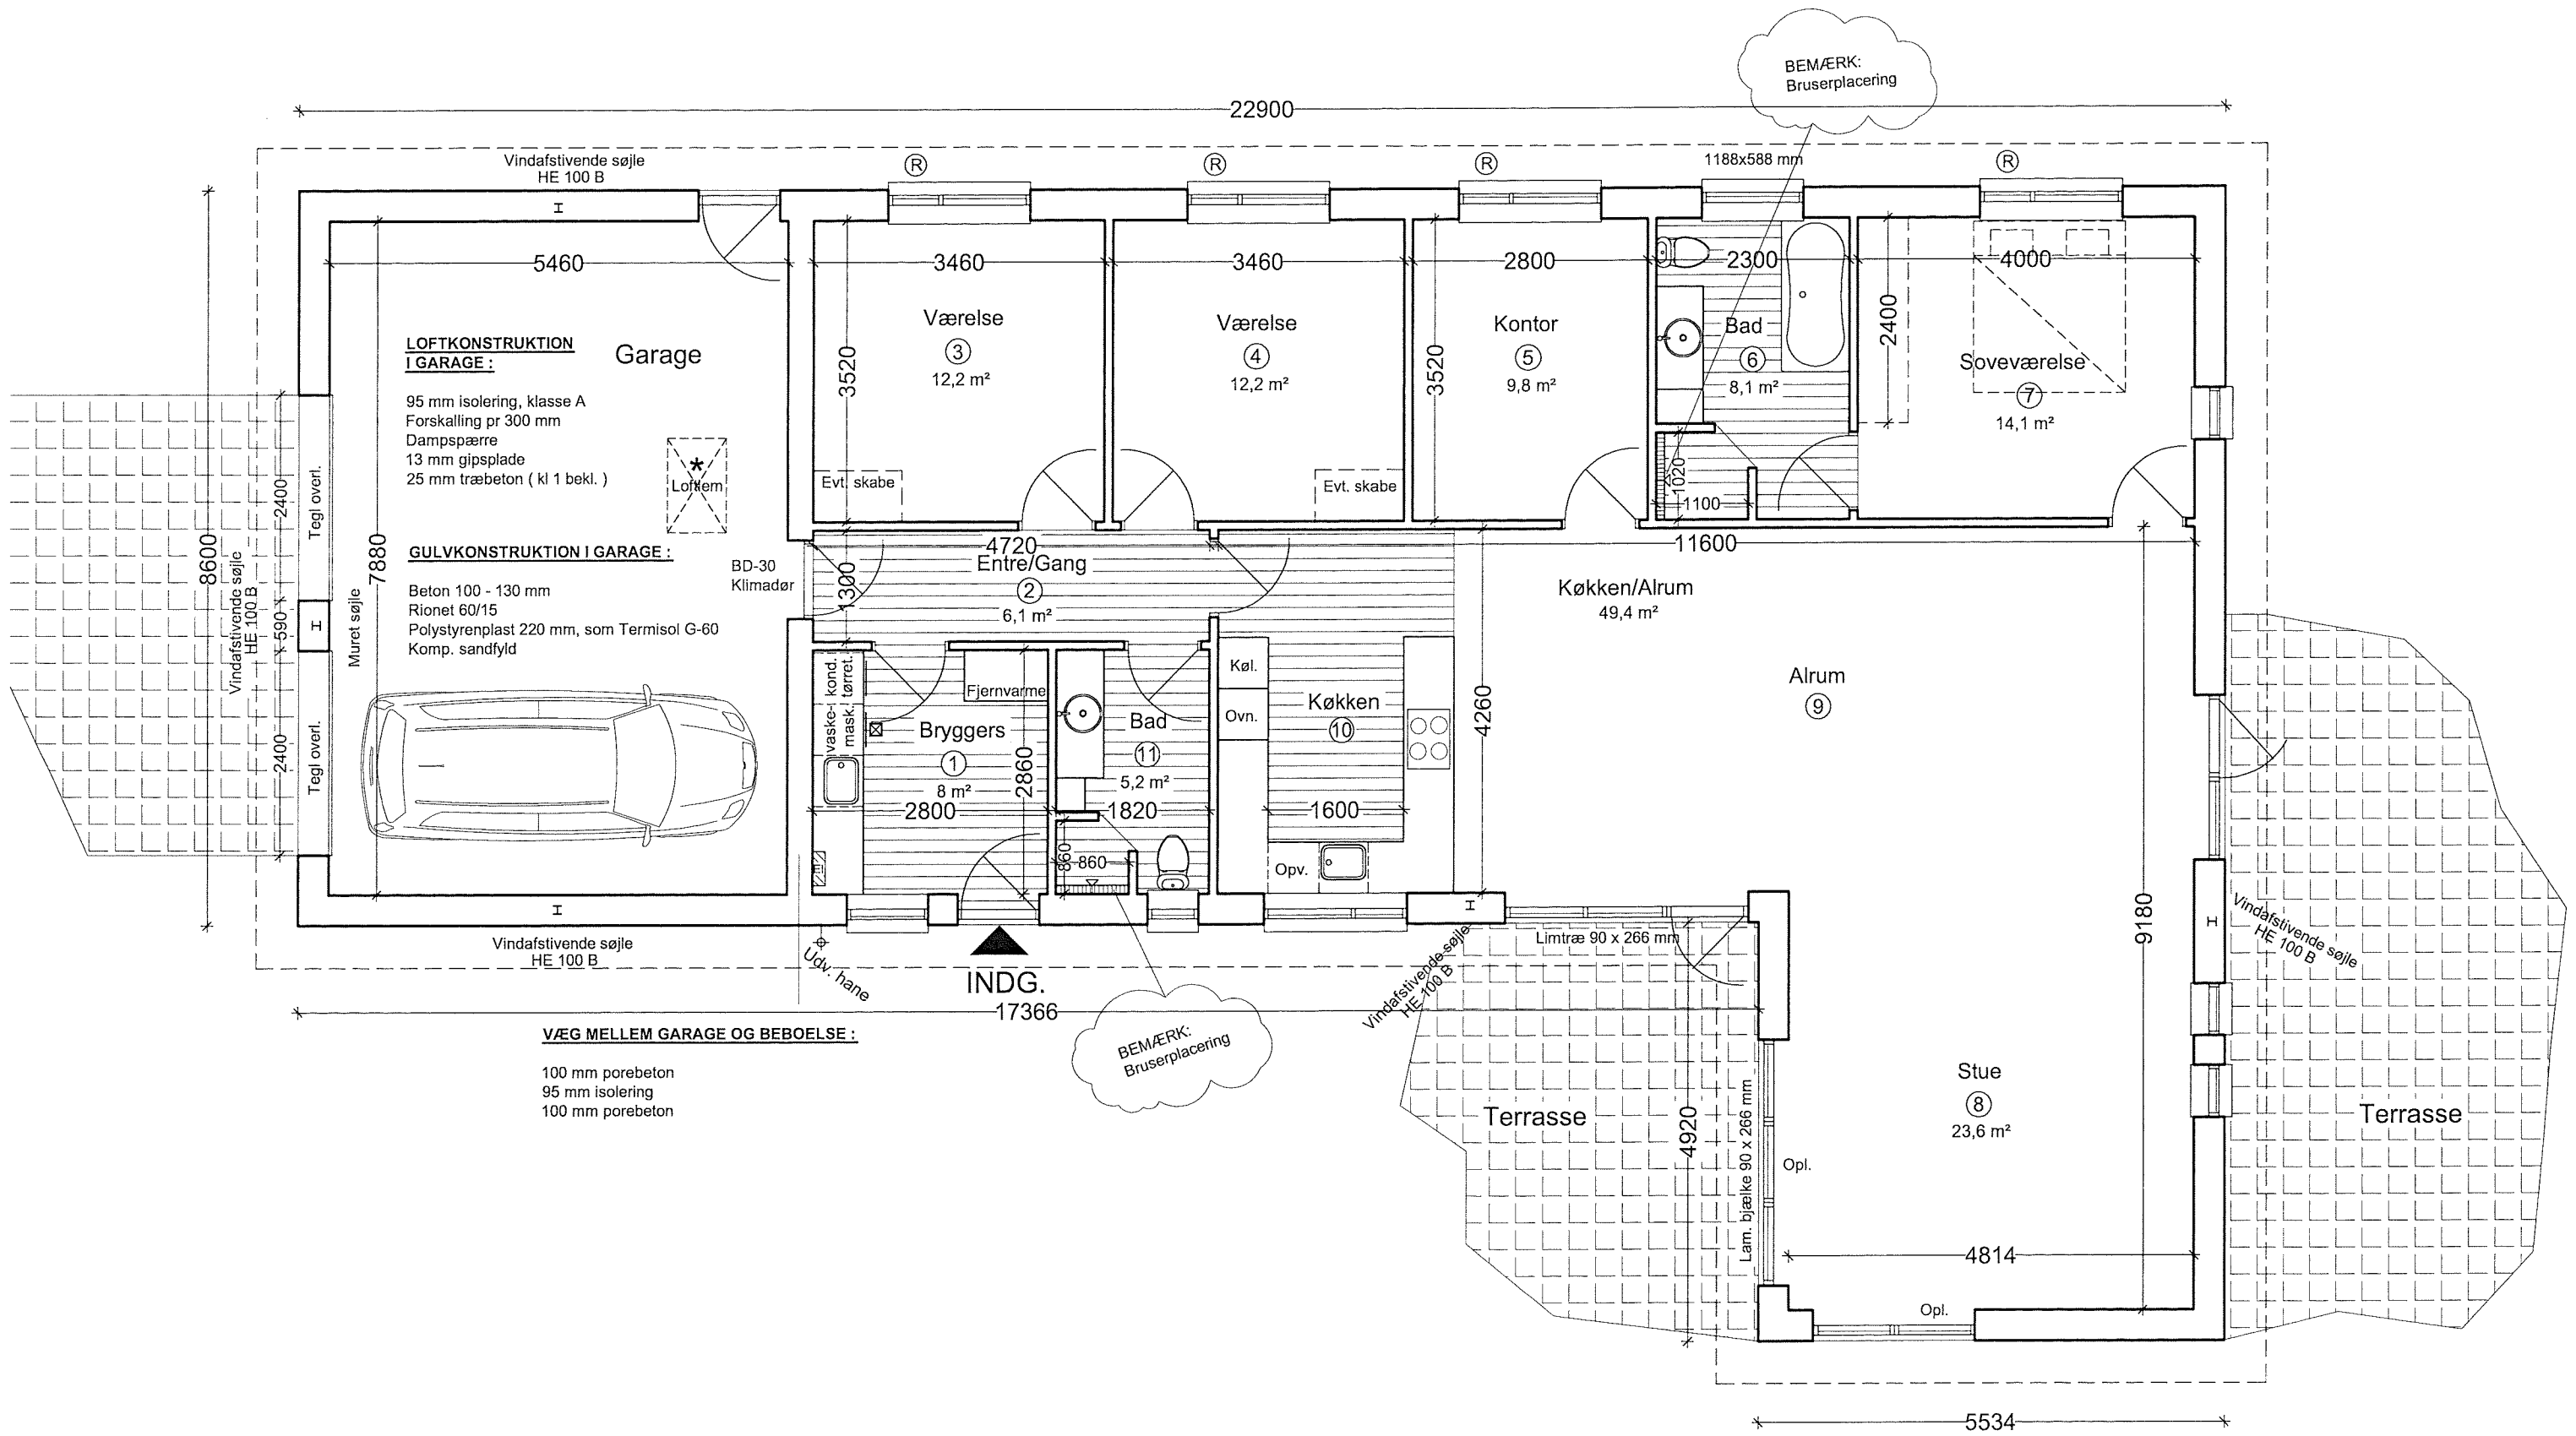 BEMÆRK:
Bruserplacering
22900
Vindafstivende søjle
HE 100 B
R
R
R
1188x588 mm
R
5460
3460
3460
2800
2300
4000
LOFTKONSTRUKTION
I GARAGE :
Garage
95 mm isolering, klasse A
Forskalling pr 300 mm
Dampspærre
13 mm gipsplade
25 mm træbeton ( kl 1 bekl. )
*
Loftlem
Værelse
3
12,2 m²
3520
Evt. skabe
Værelse
4
12,2 m²
Evt. skabe
Kontor
5
9,8 m²
3520
Bad
6
8,1 m²
1020
1100
2400
Soveværelse
7
14,1 m²
8600
7880
2400
590
2400
Tegl overl.
Tegl overl.
Vindafstivende søjle
HE 100 B
Muret søjle
GULVKONSTRUKTION I GARAGE :
Beton 100 - 130 mm
Rionet 60/15
Polystyrenplast 220 mm, som Termisol G-60
Komp. sandfyld
BD-30
Klimadør
4720
Entre/Gang
2
6,1 m²
1300
11600
Køkken/Alrum
49,4 m²
Alrum
9
vaske-
mask.
kond.
tørret.
Fjernvarme
Bryggers
1
8 m²
2800
2860
Bad
11
5,2 m²
1820
860
860
Køl.
Ovn.
Køkken
10
1600
Opv.
4260
9180
Vindafstivende søjle
HE 100 B
Vindafstivende søjle
HE 100 B
Udv. hane
INDG.
17366
Limtræ 90 x 266 mm
Vindafstivende søjle
HE 100 B
VÆG MELLEM GARAGE OG BEBOELSE :
100 mm porebeton
95 mm isolering
100 mm porebeton
BEMÆRK:
Bruserplacering
Terrasse
4920
Lam. bjælke 90 x 266 mm
Opl.
Stue
8
23,6 m²
Terrasse
4814
Opl.
5534